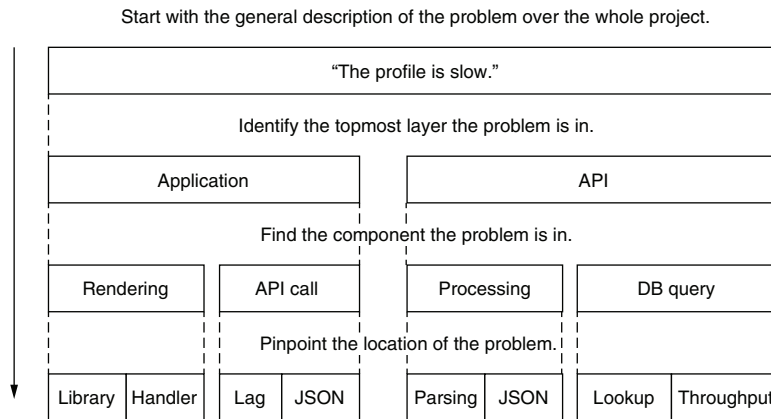 Start with the general description of the problem over the whole project.
“The profile is slow.”
Identify the topmost layer the problem is in.
Application API
Find the component the problem is in.
Rendering API call Processing DB query
Pinpoint the location of the problem.
Library Handler Lag JSON Parsing JSON Lookup Throughput